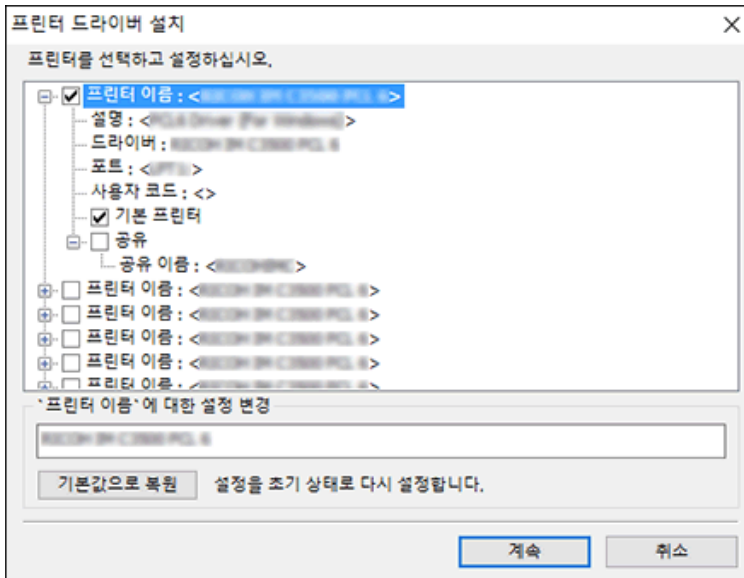 프린터 드라이버 설치
프린터를 선택하고 설정하십시오.
프린터 이름 : <>
설명 : <>
드라이버 :
포트 : <>
사용자 코드 : <>
기본 프린터
공유
공유 이름 : <>
프린터 이름 : <>
프린터 이름 : <>
프린터 이름 : <>
프린터 이름 : <>
프린터 이름 : <>
`프린터 이름`에 대한 설정 변경
기본값으로 복원 설정을 초기 상태로 다시 설정합니다.
계속 취소